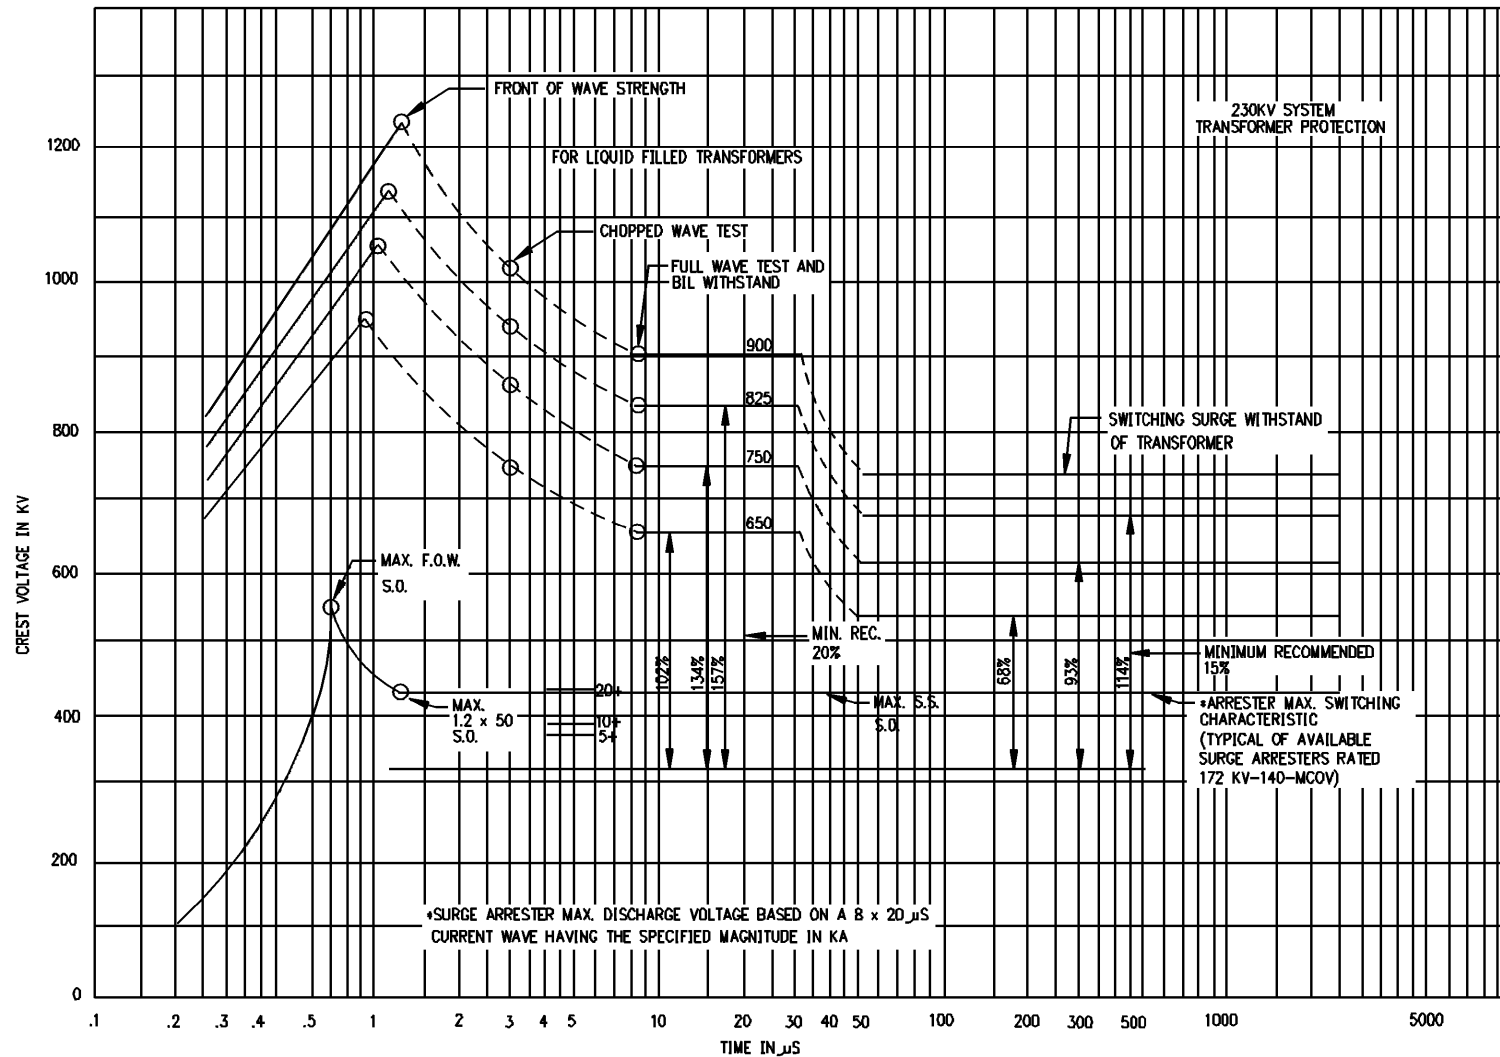 FRONT OF WAVE STRENGTH
230KV SYSTEM
TRANSFORMER PROTECTION
1200
FOR LIQUID FILLED TRANSFORMERS
CHOPPED WAVE TEST
FULL WAVE TEST AND
BIL WITHSTAND
1000
900
825
SWITCHING SURGE WITHSTAND
OF TRANSFORMER
800
750
650
CREST VOLTAGE IN KV
MAX. F.O.W.
S.O.
600
MIN. REC.
20%
102%
134%
157%
68%
93%
114%
MINIMUM RECOMMENDED
15%
20+
10+
5+
MAX.
1.2 x 50
S.O.
MAX. S.S.
S.O.
*ARRESTER MAX. SWITCHING
CHARACTERISTIC
(TYPICAL OF AVAILABLE
SURGE ARRESTERS RATED
172 KV-140-MCOV)
400
200
*SURGE ARRESTER MAX. DISCHARGE VOLTAGE BASED ON A 8 x 20 µS
CURRENT WAVE HAVING THE SPECIFIED MAGNITUDE IN KA
0
.1 .2 .3 .4 .5 1 2 3 4 5 10 20 30 40 50 100 200 300 500 1000 5000
TIME IN µS